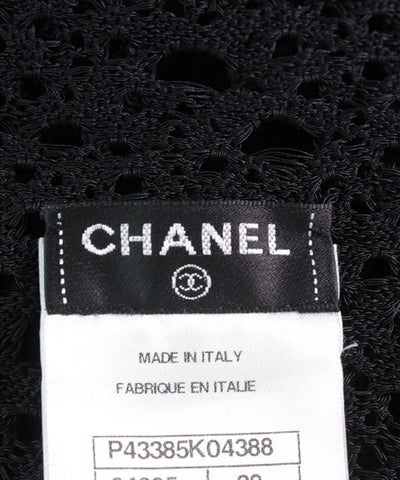 CHANEL
MADE IN ITALY
FABRIQUE EN ITALIE
P43385K04388